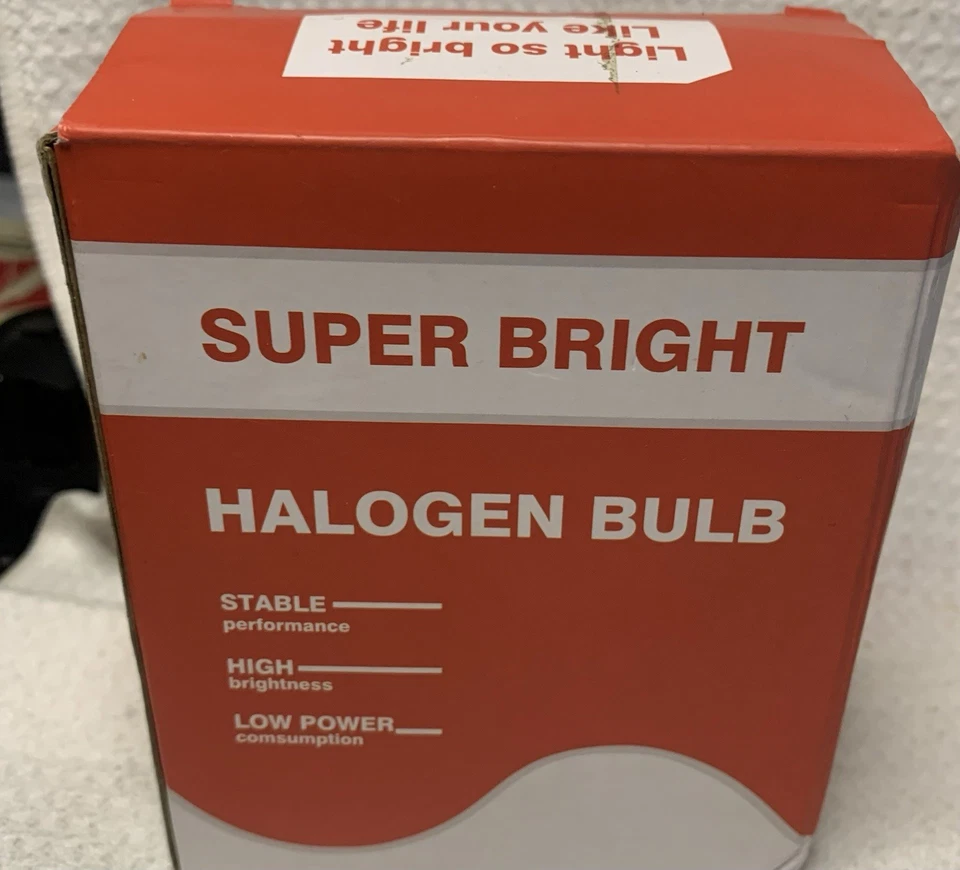 Light so bright
Like your life
SUPER BRIGHT
HALOGEN BULB
STABLE
performance
HIGH
brightness
LOW POWER
comsumption